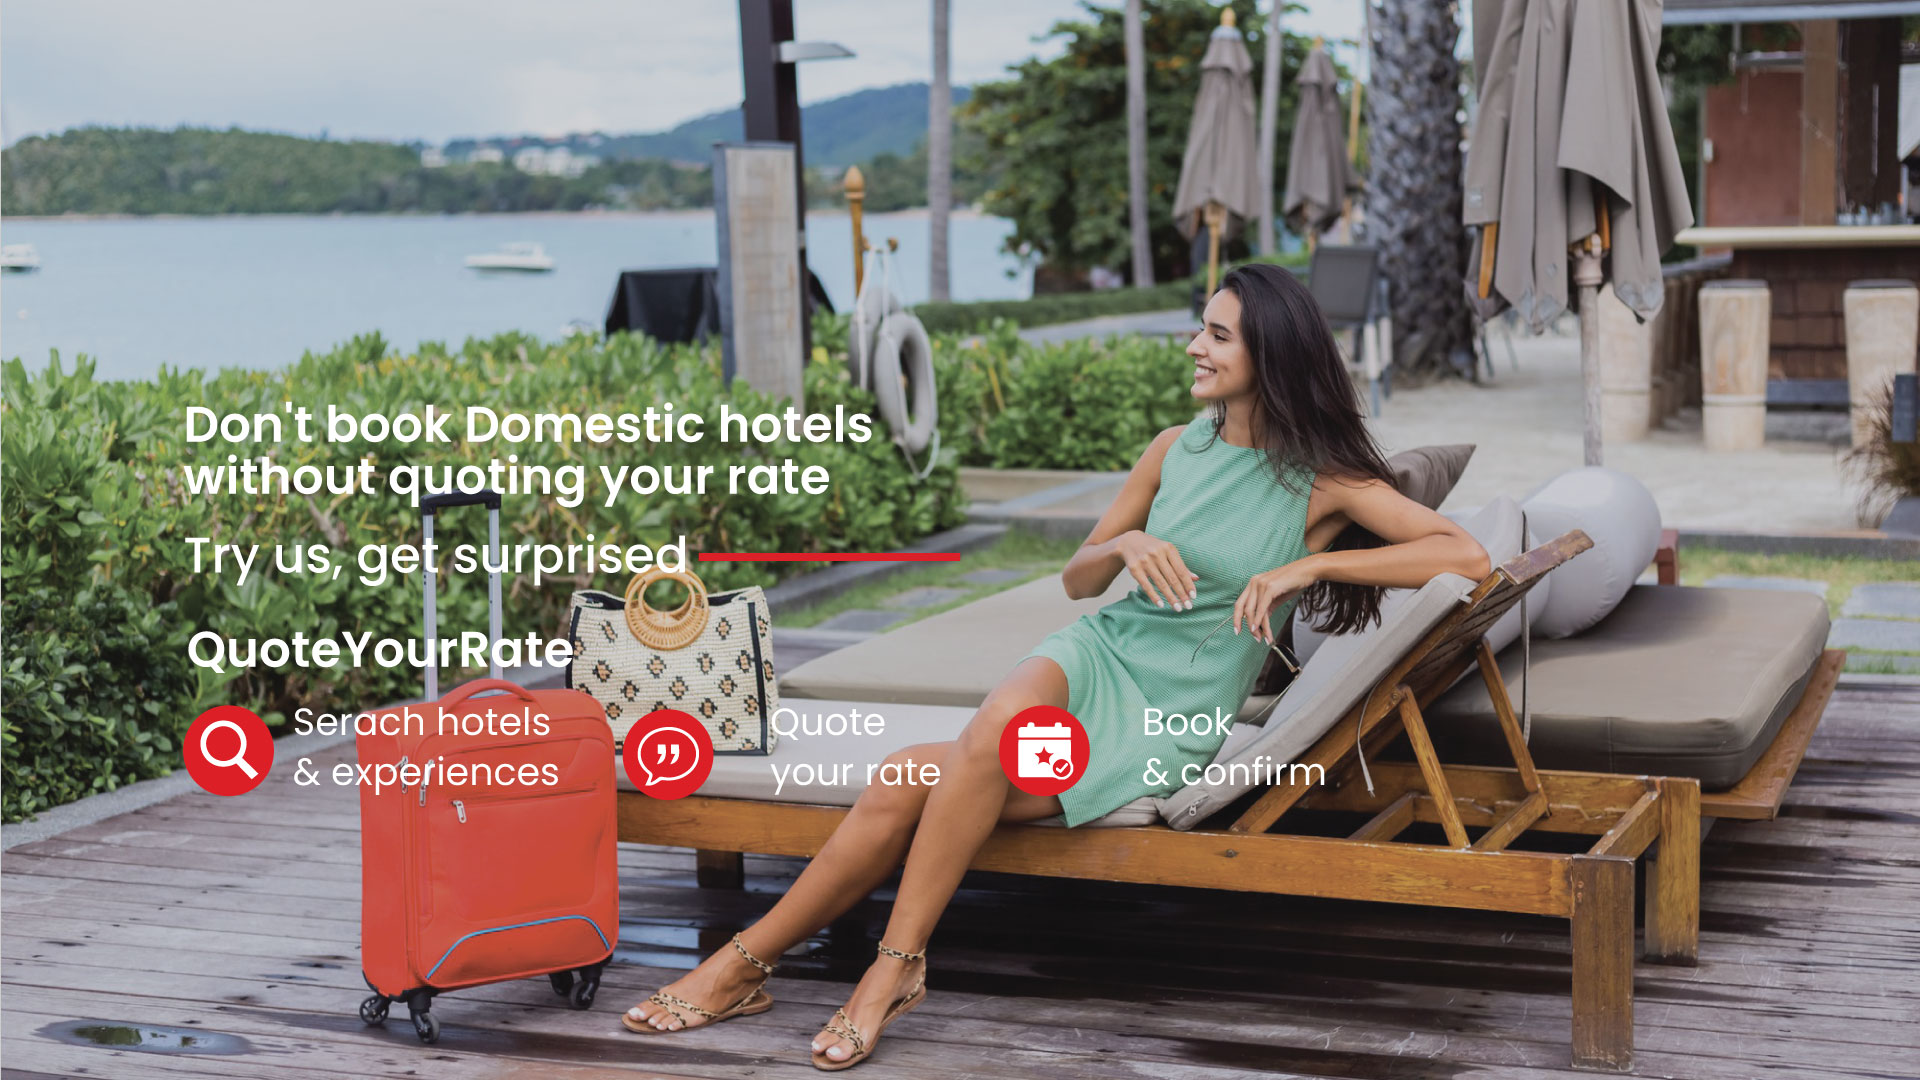 Don't book Domestic hotels
without quoting your rate
Try us, get surprised
QuoteYourRate
Serach hotels
& experiences
Quote
your rate
Book
& confirm